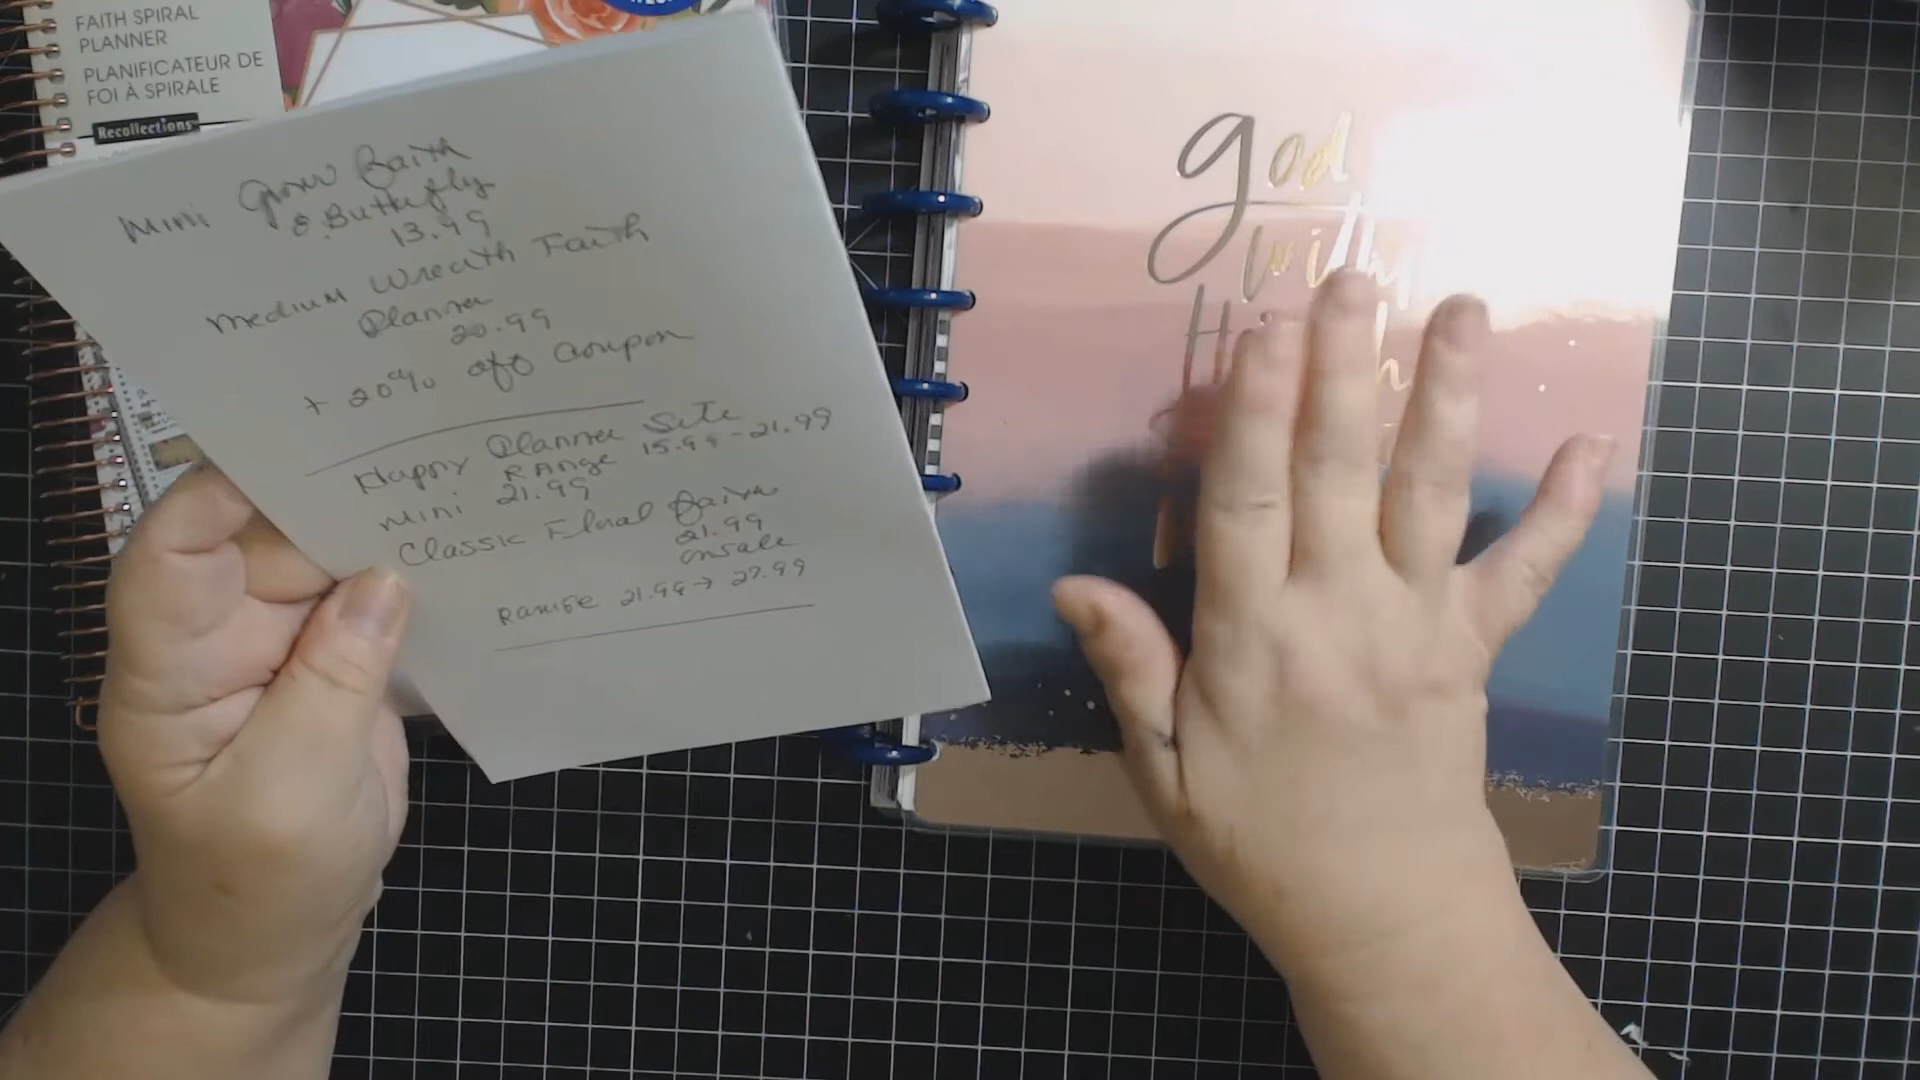 FAITH SPIRAL
PLANNER
PLANIFICATEUR DE
FOI À SPIRALE
Recollections
Mini Grow Faith
& Butterfly
13.99
Medium Wreath Faith
Planner
20.99
+ 20% off Coupon
Happy Planner Site
Range 15.99-21.99
Mini 21.99
Classic Floral Faith
21.99
on sale
Range 21.99→
god
with